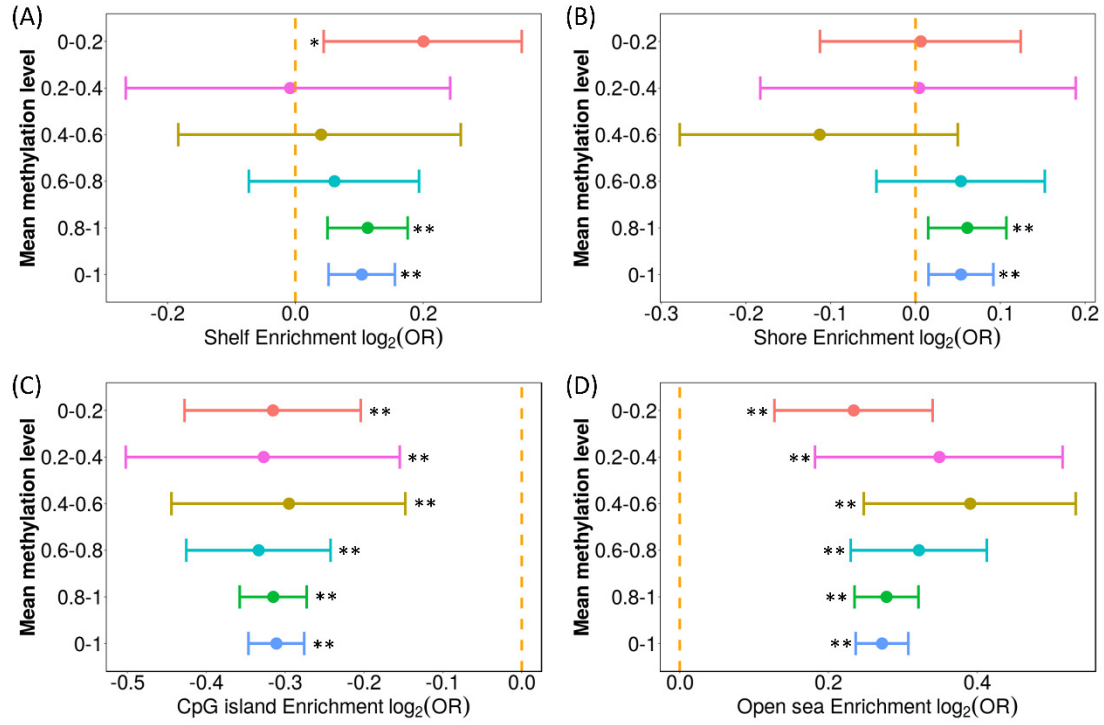 (A)
Mean methylation level
0-0.2
*
0.2-0.4
0.4-0.6
0.6-0.8
0.8-1
**
0-1
**
-0.2 0.0 0.2
Shelf Enrichment log₂(OR)
(B)
Mean methylation level
0-0.2
0.2-0.4
0.4-0.6
0.6-0.8
0.8-1
**
0-1
**
-0.3 -0.2 -0.1 0.0 0.1 0.2
Shore Enrichment log₂(OR)
(C)
Mean methylation level
0-0.2
**
0.2-0.4
**
0.4-0.6
**
0.6-0.8
**
0.8-1
**
0-1
**
-0.5 -0.4 -0.3 -0.2 -0.1 0.0
CpG island Enrichment log₂(OR)
(D)
Mean methylation level
0-0.2
**
0.2-0.4
**
0.4-0.6
**
0.6-0.8
**
0.8-1
**
0-1
**
0.0 0.2 0.4
Open sea Enrichment log₂(OR)